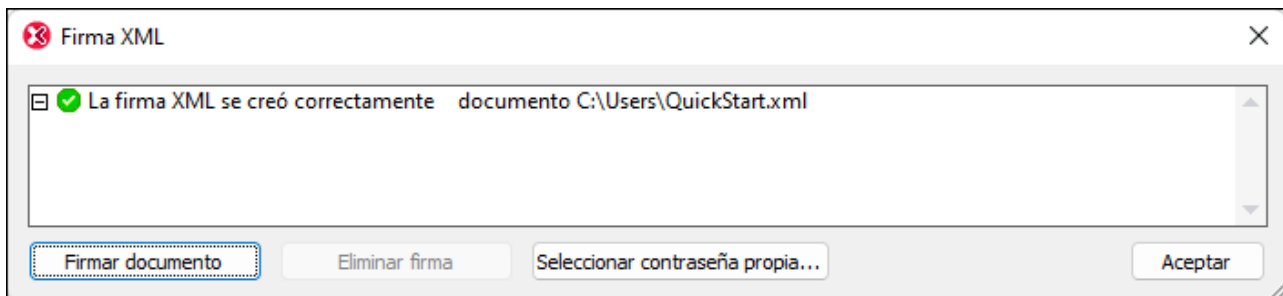 Firma XML
La firma XML se creó correctamente documento C:\Users\QuickStart.xml
Firmar documento Eliminar firma Seleccionar contraseña propia... Aceptar